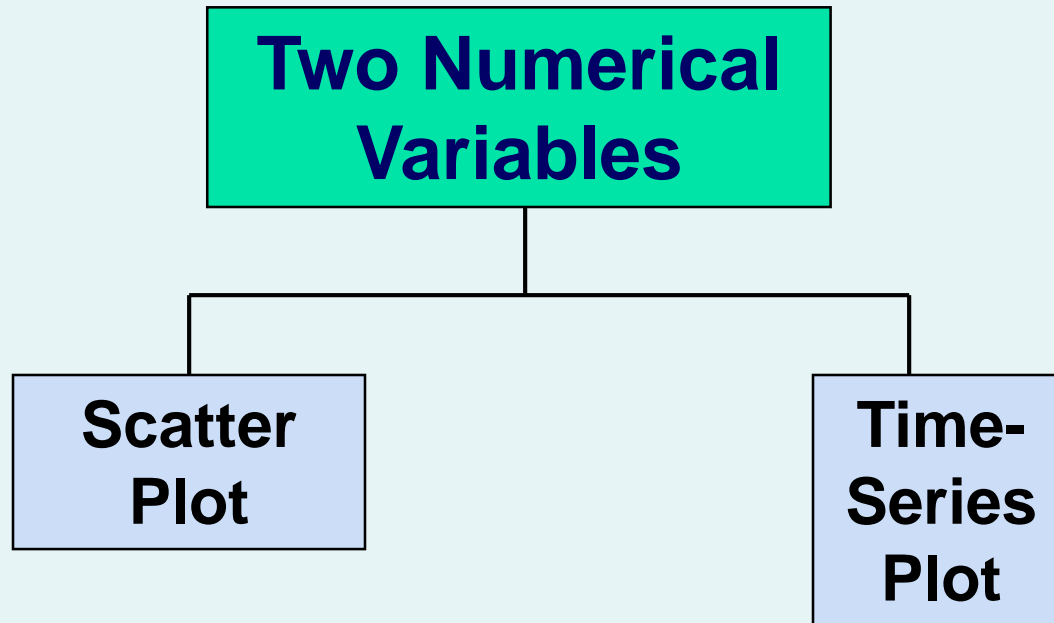 Two Numerical
Variables
Scatter
Plot
Time-
Series
Plot